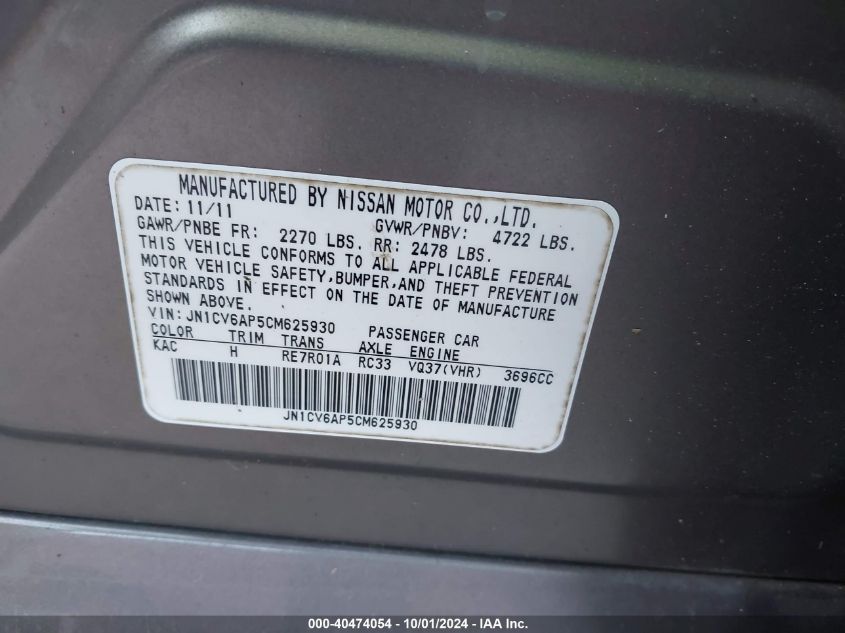 MANUFACTURED BY NISSAN MOTOR CO.,LTD.
DATE: 11/11 GVWR/PNBV: 4722 LBS.
GAWR/PNBE FR: 2270 LBS. RR: 2478 LBS.
THIS VEHICLE CONFORMS TO ALL APPLICABLE FEDERAL
MOTOR VEHICLE SAFETY, BUMPER, AND THEFT PREVENTION
STANDARDS IN EFFECT ON THE DATE OF MANUFACTURE
SHOWN ABOVE.
VIN: JN1CV6AP5CM625930 PASSENGER CAR
COLOR TRIM TRANS AXLE ENGINE
KAC H RE7R01A RC33 VQ37(VHR) 3696CC
JN1CV6AP5CM625930
000-40474054 - 10/01/2024 - IAA Inc.